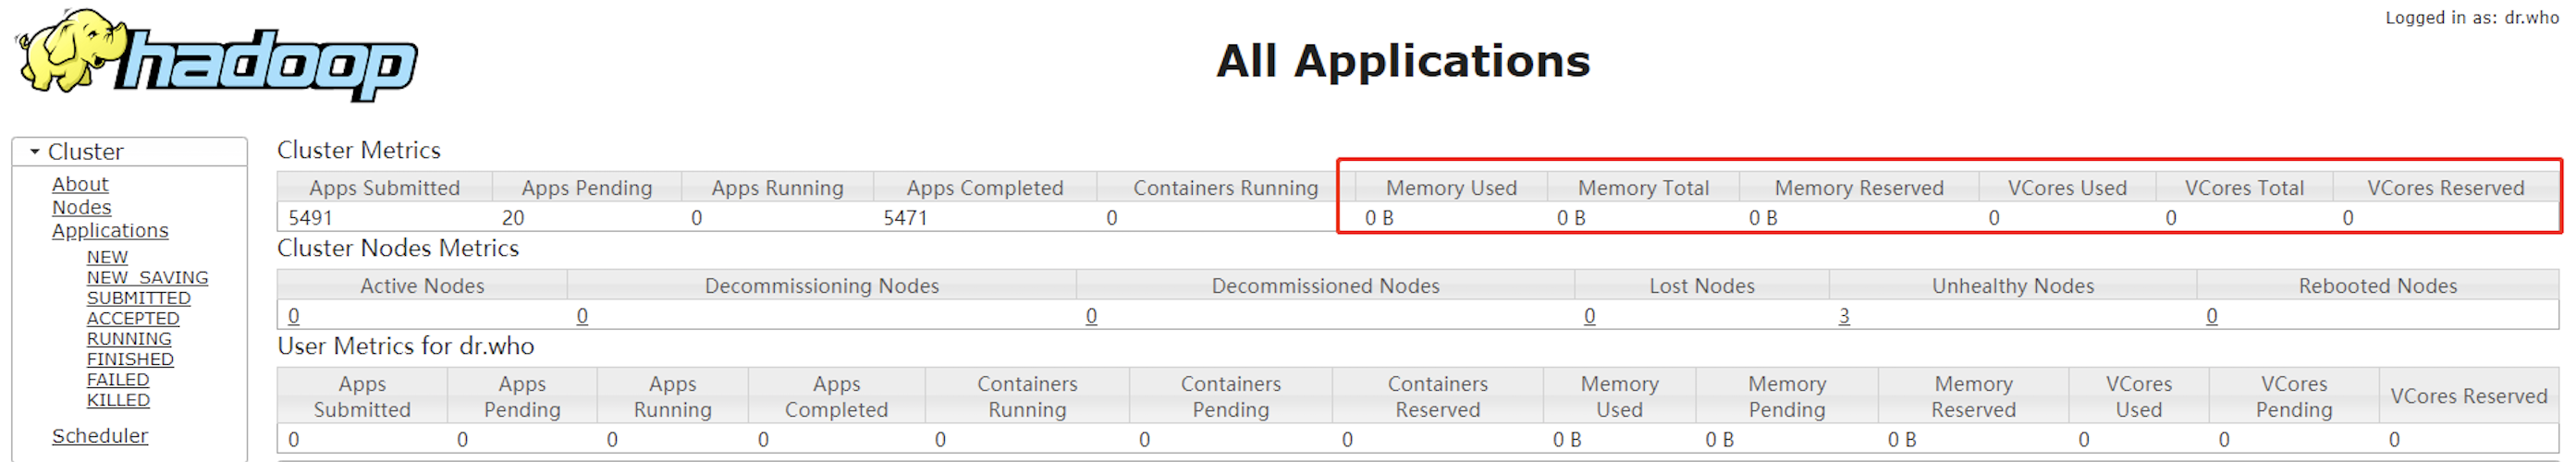 Logged in as: dr.who
hadoop
All Applications
Cluster
About
Nodes
Applications
NEW
NEW_SAVING
SUBMITTED
ACCEPTED
RUNNING
FINISHED
FAILED
KILLED
Scheduler
Cluster Metrics
Apps Submitted Apps Pending Apps Running Apps Completed Containers Running Memory Used Memory Total Memory Reserved VCores Used VCores Total VCores Reserved
5491 20 0 5471 0 0 B 0 B 0 B 0 0 0
Cluster Nodes Metrics
Active Nodes Decommissioning Nodes Decommissioned Nodes Lost Nodes Unhealthy Nodes Rebooted Nodes
0 0 0 0 3 0
User Metrics for dr.who
Apps Apps Apps Apps Containers Containers Containers Memory Memory Memory VCores VCores VCores Reserved
Submitted Pending Running Completed Running Pending Reserved Used Pending Reserved Used Pending
0 0 0 0 0 0 0 0 B 0 B 0 B 0 0 0